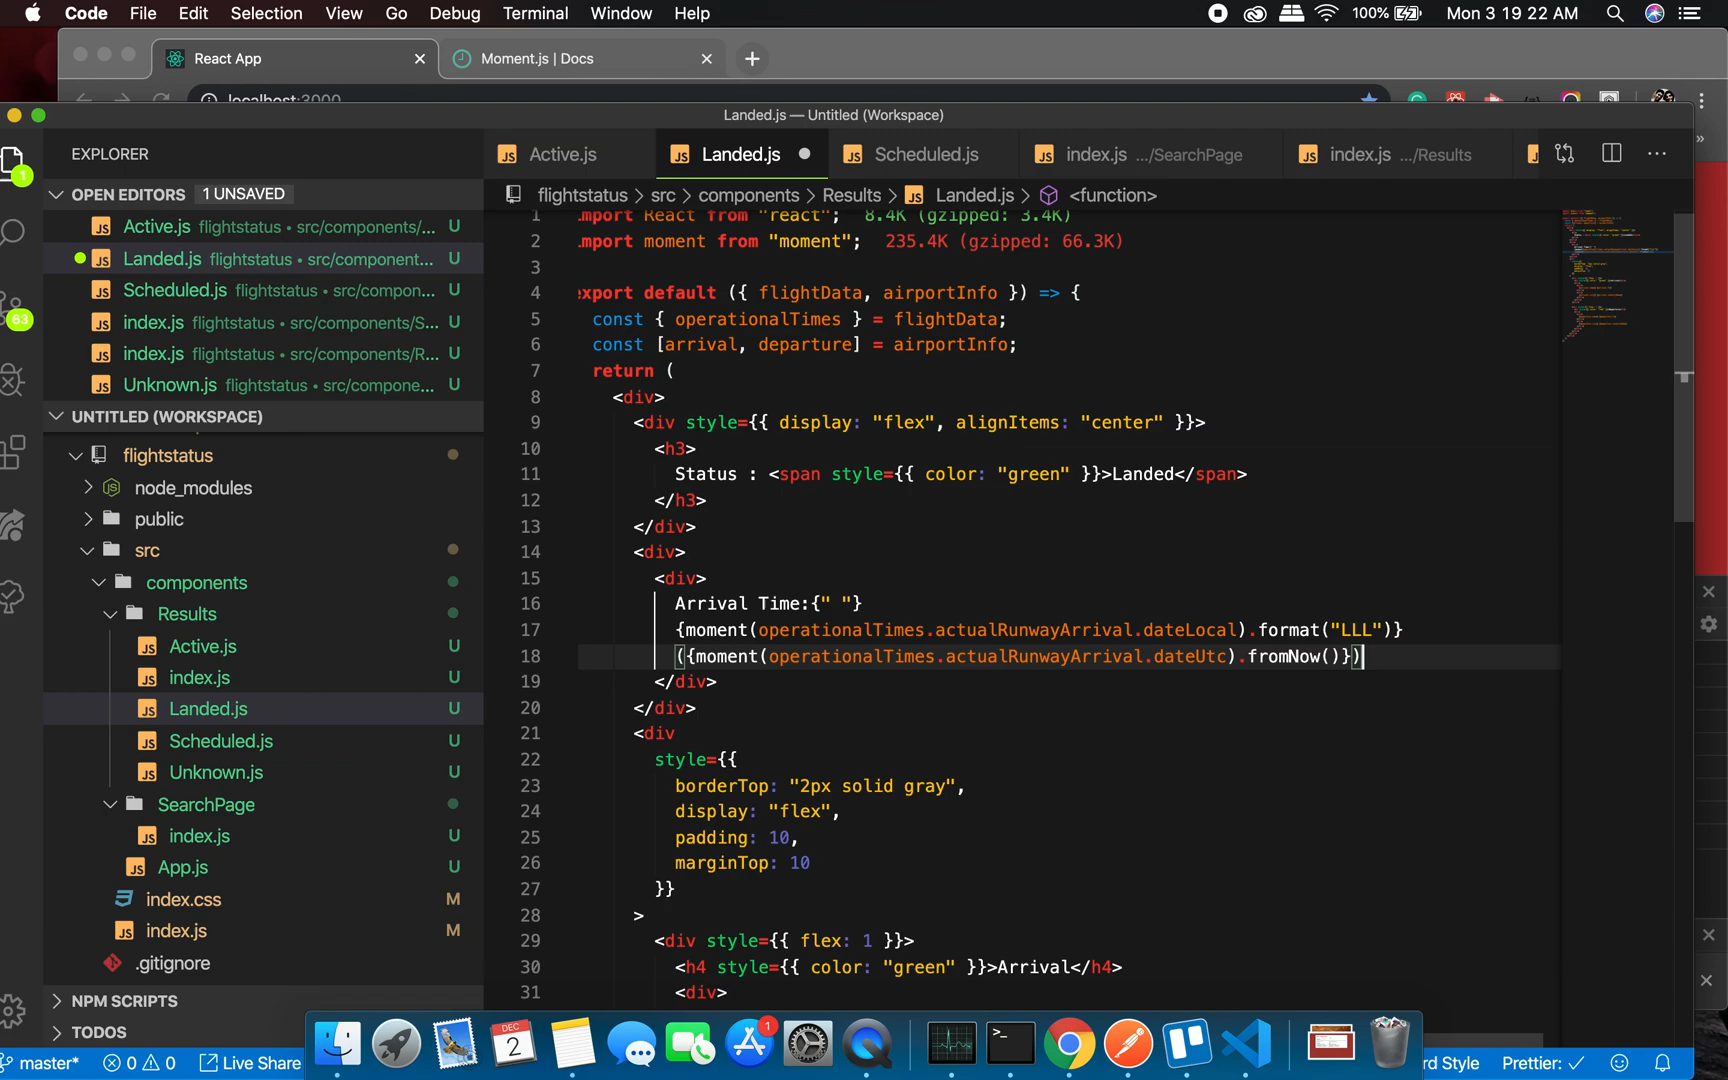 Code File Edit Selection View Go Debug Terminal Window Help 100% Mon 3 19 22 AM
React App Moment.js | Docs
localhost:3000
Landed.js — Untitled (Workspace)
EXPLORER
Active.js Landed.js Scheduled.js index.js .../SearchPage index.js .../Results
OPEN EDITORS 1 UNSAVED
flightstatus > src > components > Results > Landed.js > <function>
Active.js flightstatus • src/components/... U
Landed.js flightstatus • src/component... U
Scheduled.js flightstatus • src/compon... U
index.js flightstatus • src/components/S... U
index.js flightstatus • src/components/R... U
Unknown.js flightstatus • src/compone... U
1
63
UNTITLED (WORKSPACE)
flightstatus
node_modules
public
src
components
Results
Active.js U
index.js U
Landed.js U
Scheduled.js U
Unknown.js U
SearchPage
index.js U
App.js U
index.css M
index.js M
.gitignore
NPM SCRIPTS
TODOS
1 mport React from "react"; 8.4K (gzipped: 3.4K)
2 mport moment from "moment"; 235.4K (gzipped: 66.3K)
3
4 export default ({ flightData, airportInfo }) => {
5 const { operationalTimes } = flightData;
6 const [arrival, departure] = airportInfo;
7 return (
8 <div>
9 <div style={{ display: "flex", alignItems: "center" }}>
10 <h3>
11 Status : <span style={{ color: "green" }}>Landed</span>
12 </h3>
13 </div>
14 <div>
15 <div>
16 Arrival Time:{" "}
17 {moment(operationalTimes.actualRunwayArrival.dateLocal).format("LLL")}
18 ({moment(operationalTimes.actualRunwayArrival.dateUtc).fromNow()})
19 </div>
20 </div>
21 <div
22 style={{
23 borderTop: "2px solid gray",
24 display: "flex",
25 padding: 10,
26 marginTop: 10
27 }}
28 >
29 <div style={{ flex: 1 }}>
30 <h4 style={{ color: "green" }}>Arrival</h4>
31 <div>
DEC
2
1
master* 0 0 Live Share rd Style Prettier: ✓